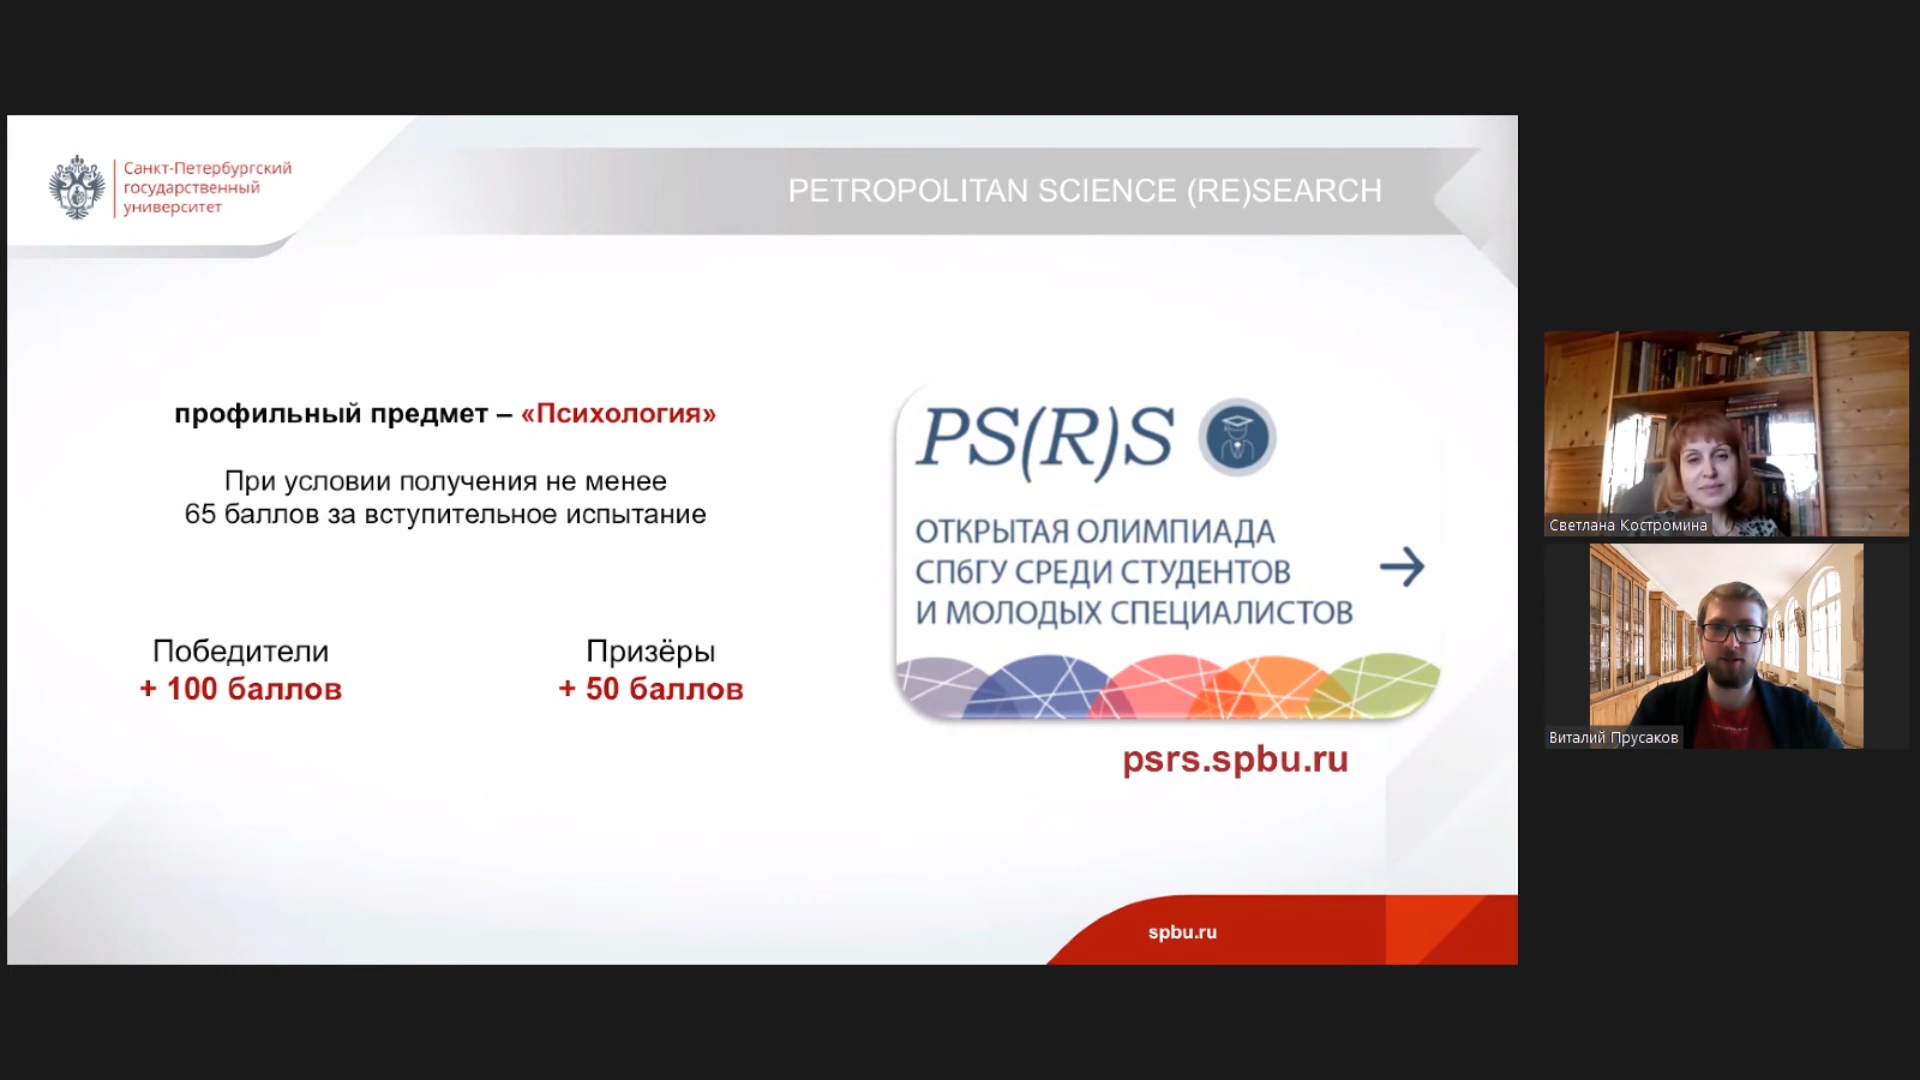 Санкт-Петербургский
государственный
университет
PETROPOLITAN SCIENCE (RE)SEARCH
профильный предмет – «Психология»
При условии получения не менее
65 баллов за вступительное испытание
Победители
+ 100 баллов
Призёры
+ 50 баллов
PS(R)S
ОТКРЫТАЯ ОЛИМПИАДА
СПбГУ СРЕДИ СТУДЕНТОВ
И МОЛОДЫХ СПЕЦИАЛИСТОВ
psrs.spbu.ru
spbu.ru
Светлана Костромина
Виталий Прусаков